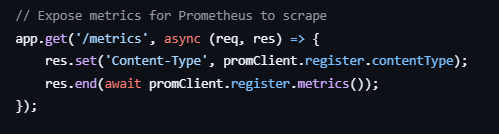 // Expose metrics for Prometheus to scrape
app.get('/metrics', async (req, res) => {
    res.set('Content-Type', promClient.register.contentType);
    res.end(await promClient.register.metrics());
});